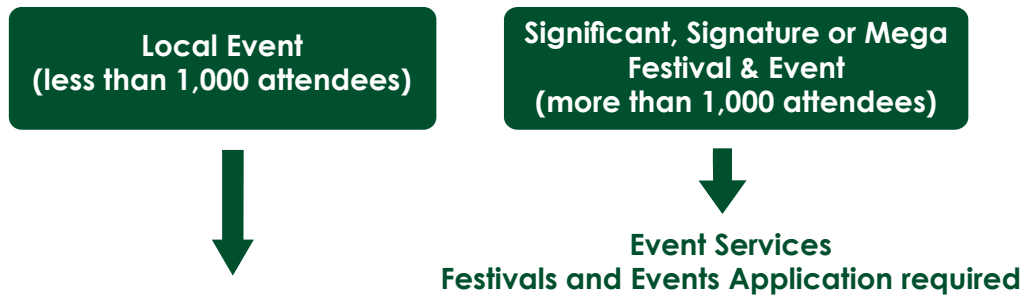 Local Event
(less than 1,000 attendees)
Significant, Signature or Mega
Festival & Event
(more than 1,000 attendees)
Event Services
Festivals and Events Application required